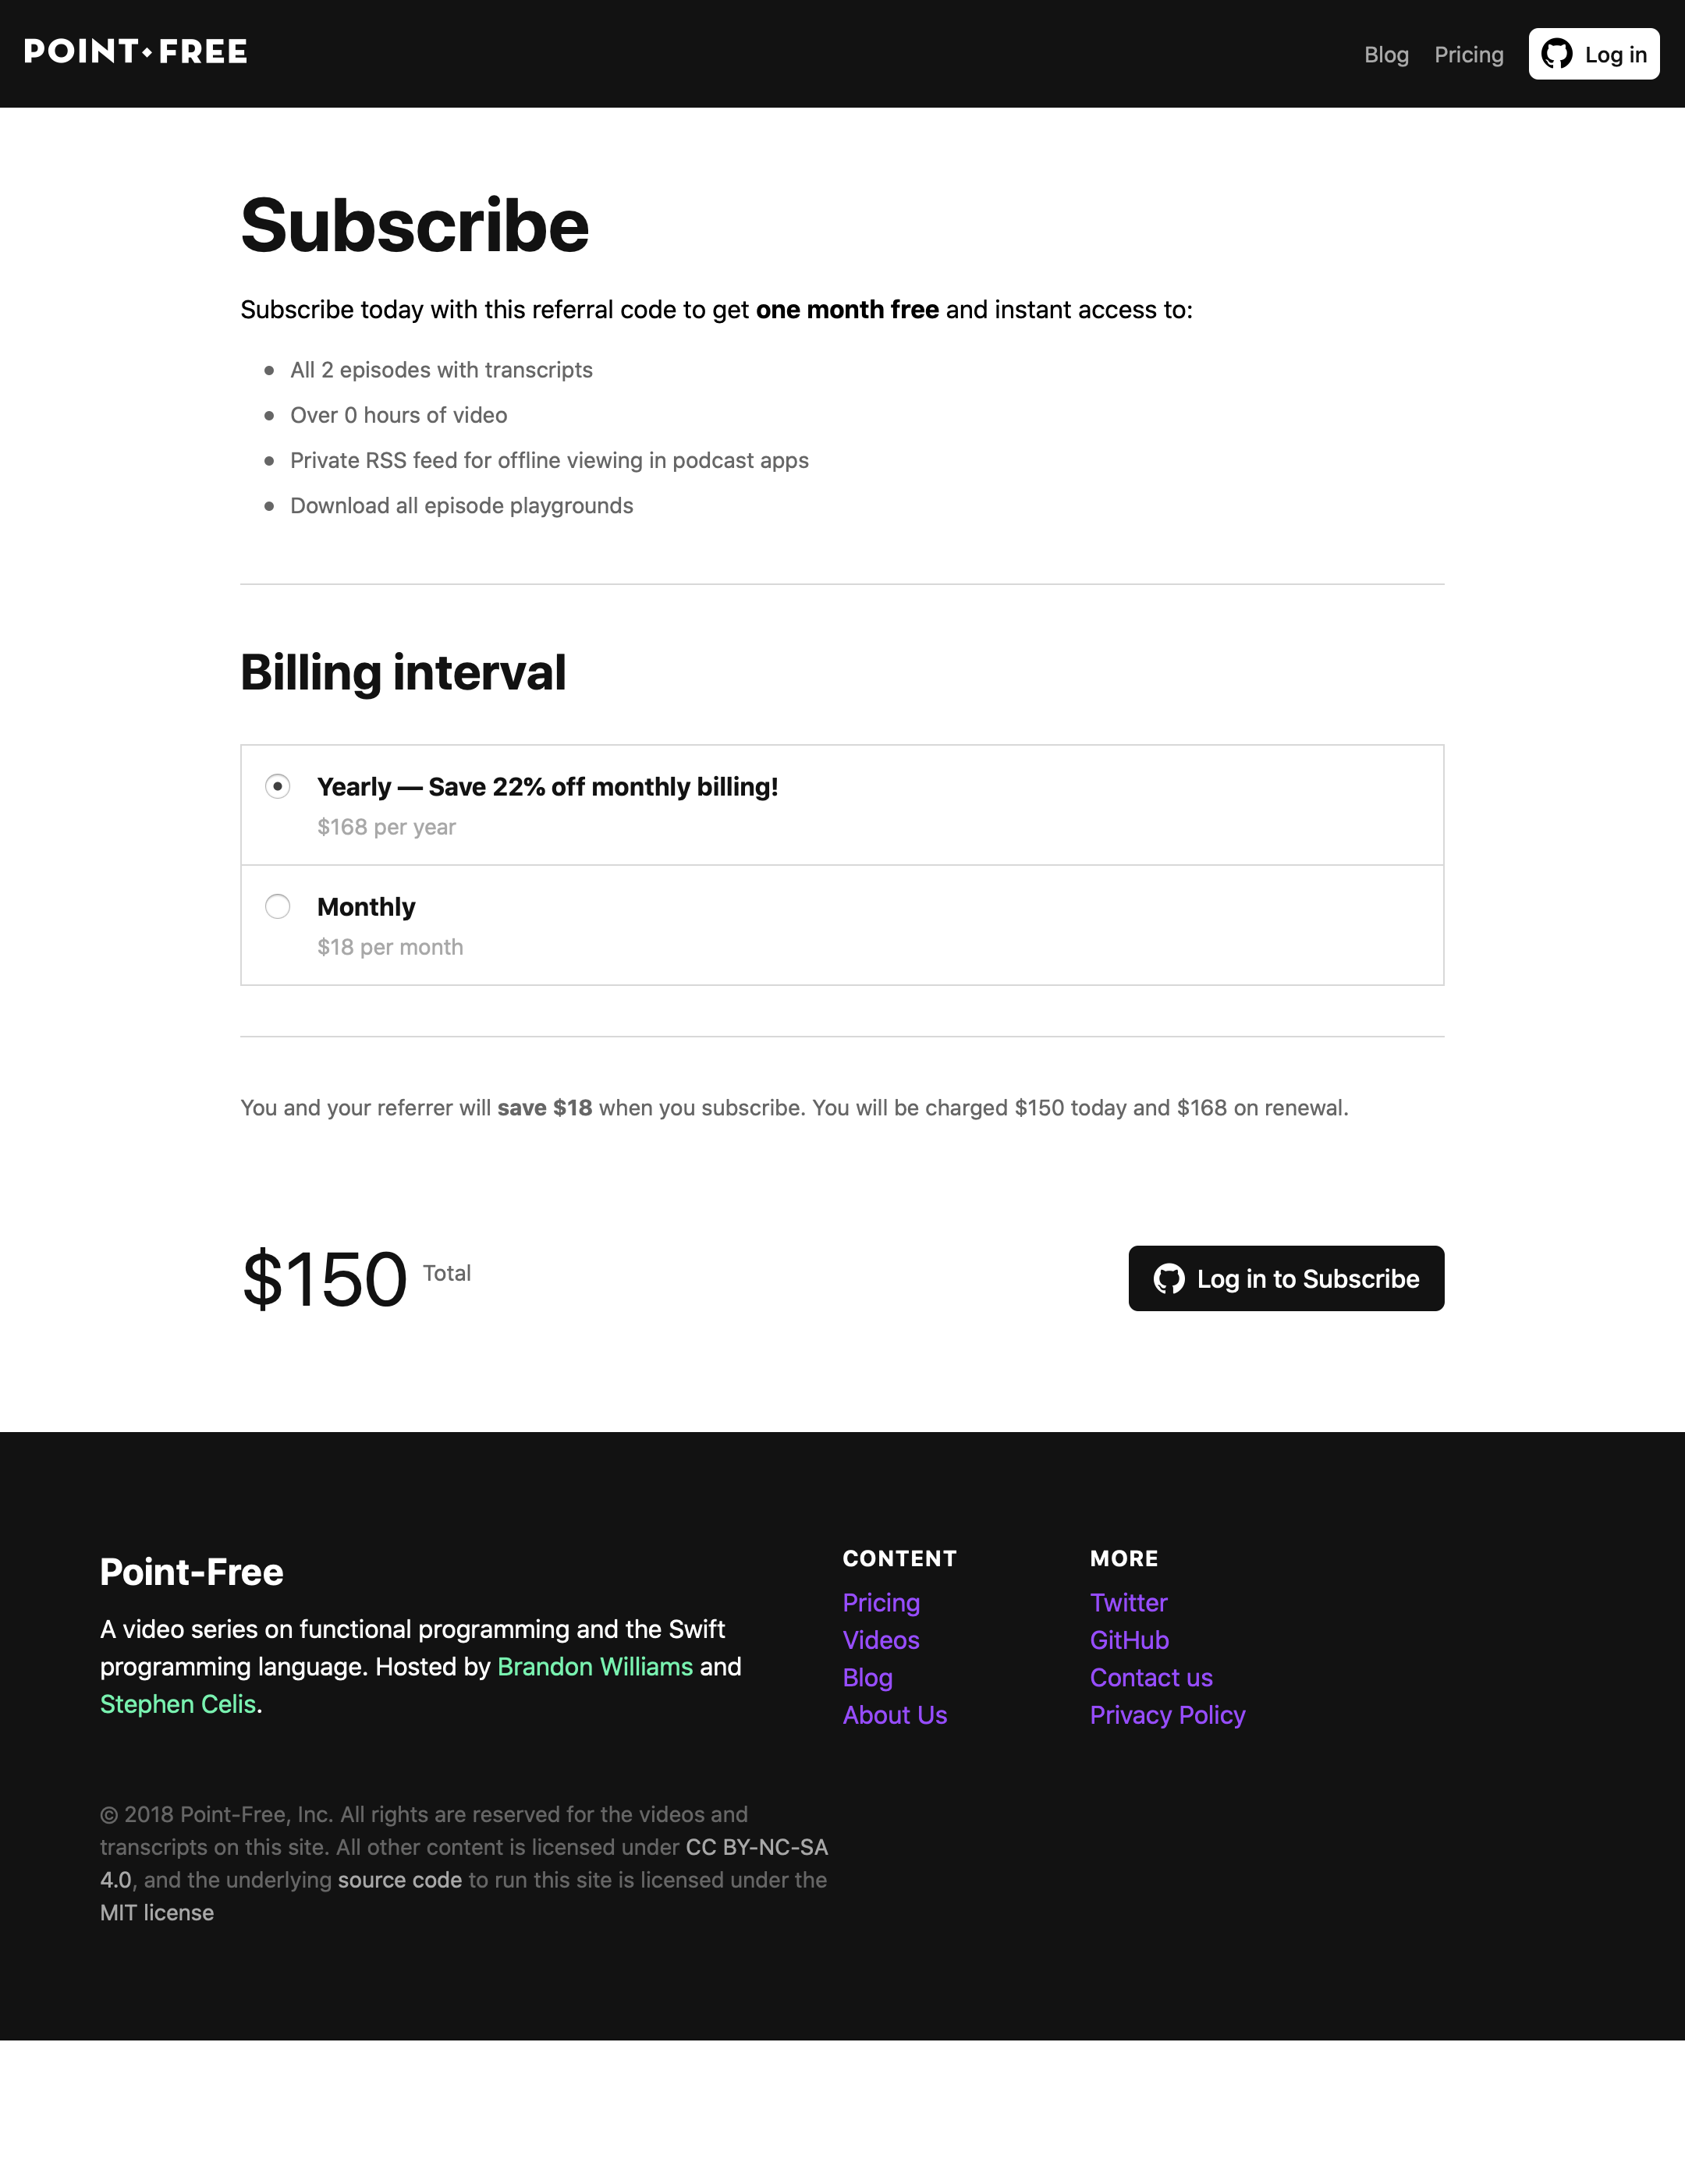 POINT⬥FREE
Blog Pricing Log in
Subscribe
Subscribe today with this referral code to get one month free and instant access to:
All 2 episodes with transcripts
Over 0 hours of video
Private RSS feed for offline viewing in podcast apps
Download all episode playgrounds
Billing interval
Yearly — Save 22% off monthly billing!
$168 per year
Monthly
$18 per month
You and your referrer will save $18 when you subscribe. You will be charged $150 today and $168 on renewal.
$150 Total
Log in to Subscribe
Point-Free
A video series on functional programming and the Swift
programming language. Hosted by Brandon Williams and
Stephen Celis.
CONTENT
Pricing
Videos
Blog
About Us
MORE
Twitter
GitHub
Contact us
Privacy Policy
© 2018 Point-Free, Inc. All rights are reserved for the videos and
transcripts on this site. All other content is licensed under CC BY-NC-SA
4.0, and the underlying source code to run this site is licensed under the
MIT license